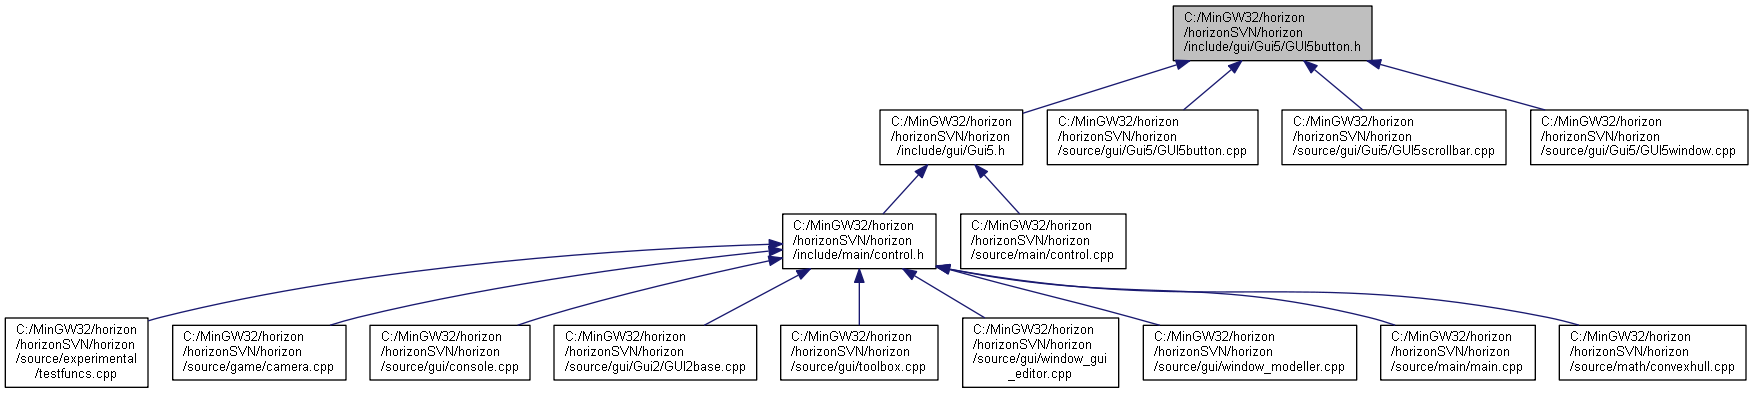 C:/MinGW32/horizon
/horizonSVN/horizon
/include/gui/Gui5/GUI5button.h
C:/MinGW32/horizon
/horizonSVN/horizon
/include/gui/Gui5.h
C:/MinGW32/horizon
/horizonSVN/horizon
/source/gui/Gui5/GUI5button.cpp
C:/MinGW32/horizon
/horizonSVN/horizon
/source/gui/Gui5/GUI5scrollbar.cpp
C:/MinGW32/horizon
/horizonSVN/horizon
/source/gui/Gui5/GUI5window.cpp
C:/MinGW32/horizon
/horizonSVN/horizon
/include/main/control.h
C:/MinGW32/horizon
/horizonSVN/horizon
/source/main/control.cpp
C:/MinGW32/horizon
/horizonSVN/horizon
/source/experimental
/testfuncs.cpp
C:/MinGW32/horizon
/horizonSVN/horizon
/source/game/camera.cpp
C:/MinGW32/horizon
/horizonSVN/horizon
/source/gui/console.cpp
C:/MinGW32/horizon
/horizonSVN/horizon
/source/gui/Gui2/GUI2base.cpp
C:/MinGW32/horizon
/horizonSVN/horizon
/source/gui/toolbox.cpp
C:/MinGW32/horizon
/horizonSVN/horizon
/source/gui/window_gui
_editor.cpp
C:/MinGW32/horizon
/horizonSVN/horizon
/source/gui/window_modeller.cpp
C:/MinGW32/horizon
/horizonSVN/horizon
/source/main/main.cpp
C:/MinGW32/horizon
/horizonSVN/horizon
/source/math/convexhull.cpp